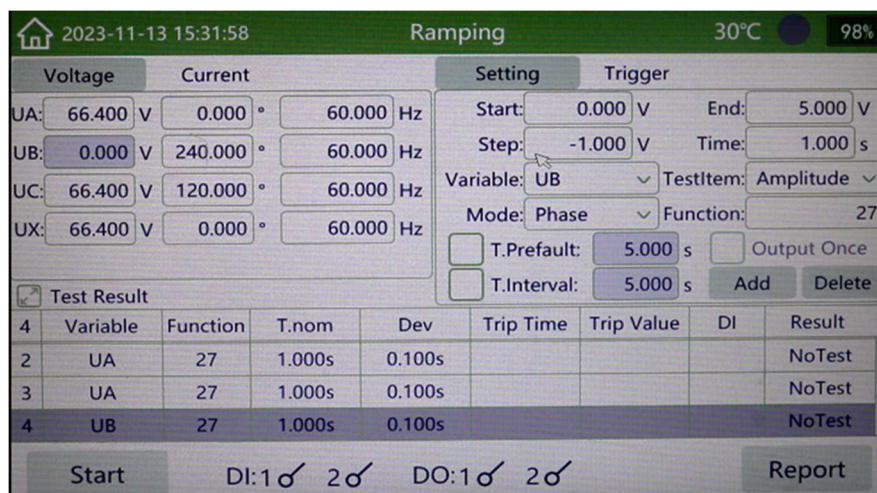 2023-11-13 15:31:58 Ramping 30℃ 98%
Voltage Current
UA: 66.400 V 0.000 ° 60.000 Hz
UB: 0.000 V 240.000 ° 60.000 Hz
UC: 66.400 V 120.000 ° 60.000 Hz
UX: 66.400 V 0.000 ° 60.000 Hz
Setting Trigger
Start: 0.000 V End: 5.000 V
Step: -1.000 V Time: 1.000 s
Variable: UB TestItem: Amplitude
Mode: Phase Function: 27
T.Prefault: 5.000 s Output Once
T.Interval: 5.000 s Add Delete
Test Result
4 Variable Function T.nom Dev Trip Time Trip Value DI Result
2 UA 27 1.000s 0.100s NoTest
3 UA 27 1.000s 0.100s NoTest
4 UB 27 1.000s 0.100s NoTest
Start DI:1 2 DO:1 2 Report